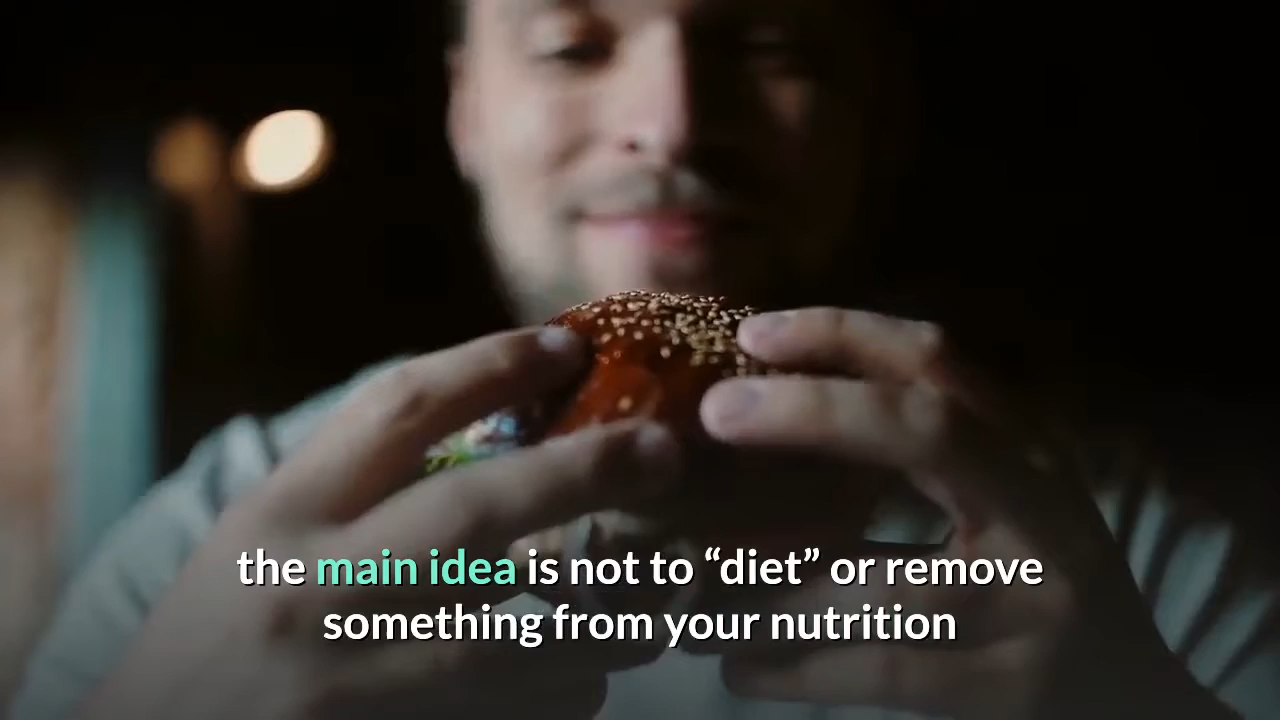 the main idea is not to “diet” or remove
something from your nutrition